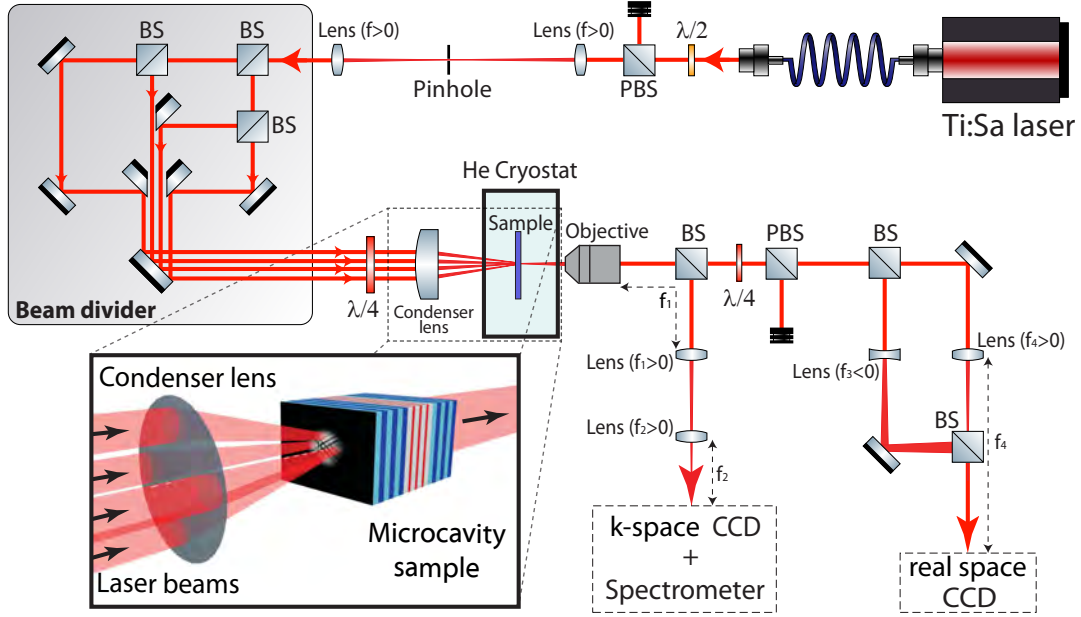 BS
BS
Lens (f>0)
Lens (f>0)
λ/2
Pinhole
PBS
BS
Ti:Sa laser
He Cryostat
Sample
Objective
BS
PBS
BS
λ/4
Condenser
lens
Beam divider
f₁
λ/4
Lens (f₁>0)
Lens (f₃<0)
Lens (f₄>0)
Condenser lens
Lens (f₂>0)
BS
f₄
f₂
Microcavity
sample
Laser beams
k-space CCD
+
Spectrometer
real space
CCD